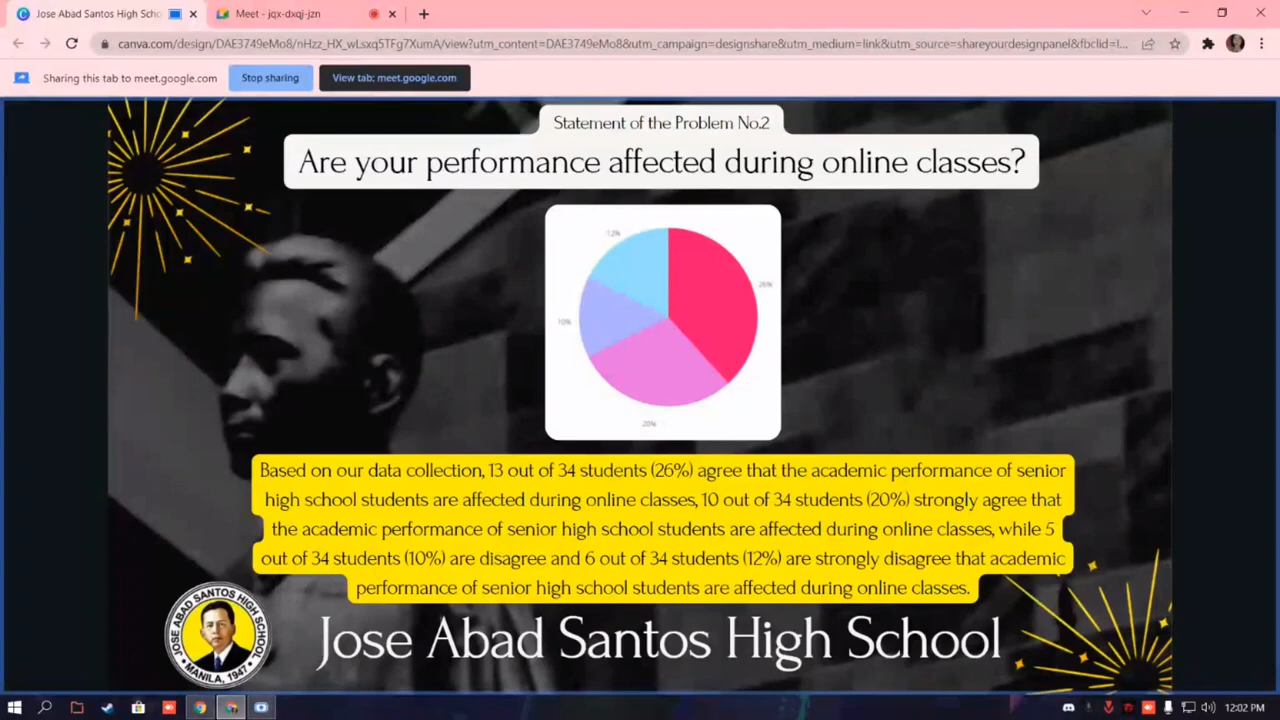 Jose Abad Santos High Scho
Meet - jqx-dxqj-jzn
canva.com/design/DAE3749eMo8/nHzz_HX_wLsxq5TFg7XumA/view?utm_content=DAE3749eMo8&utm_campaign=designshare&utm_medium=link&utm_source=shareyourdesignpanel&fbclid=I...
Sharing this tab to meet.google.com
Stop sharing
View tab: meet.google.com
Statement of the Problem No.2
Are your performance affected during online classes?
12%
26%
10%
20%
Based on our data collection, 13 out of 34 students (26%) agree that the academic performance of senior
high school students are affected during online classes, 10 out of 34 students (20%) strongly agree that
the academic performance of senior high school students are affected during online classes, while 5
out of 34 students (10%) are disagree and 6 out of 34 students (12%) are strongly disagree that academic
performance of senior high school students are affected during online classes.
JOSE ABAD SANTOS HIGH SCHOOL
MANILA, 1947
Jose Abad Santos High School
12:02 PM